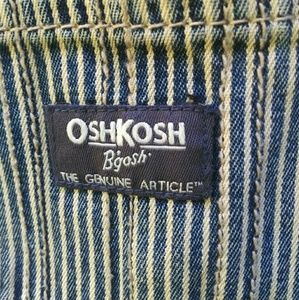 OSHKOSH
B'gosh®
THE GENUINE ARTICLE™